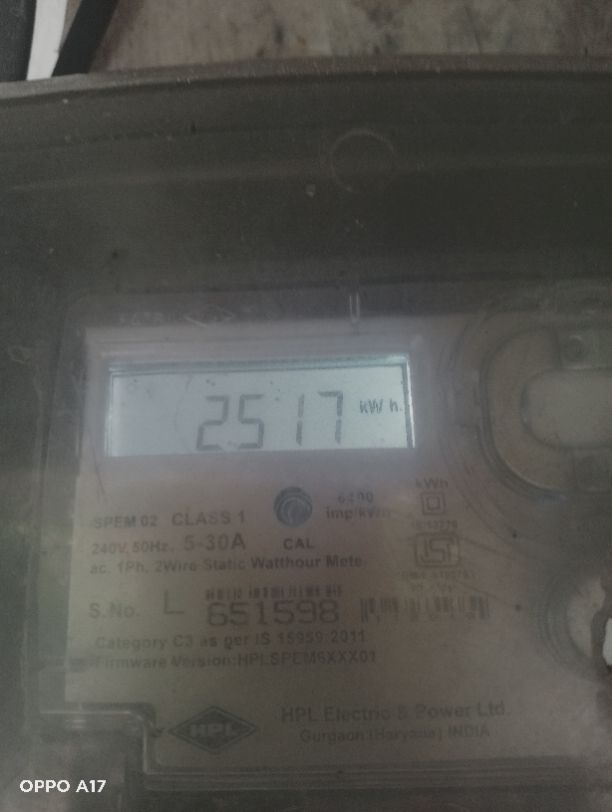 2517 kWh
kWh
6400
imp/kWh
SPEM 02 CLASS 1
240V, 50Hz. 5-30A CAL
ac. 1Ph, 2Wire Static Watthour Mete
S.No. L 651598
Category C3 as per IS 15959:2011
Firmware Version:HPLSPEM6XXX01
HPL
HPL Electric & Power Ltd.
Gurgaon (Haryana) INDIA
OPPO A17